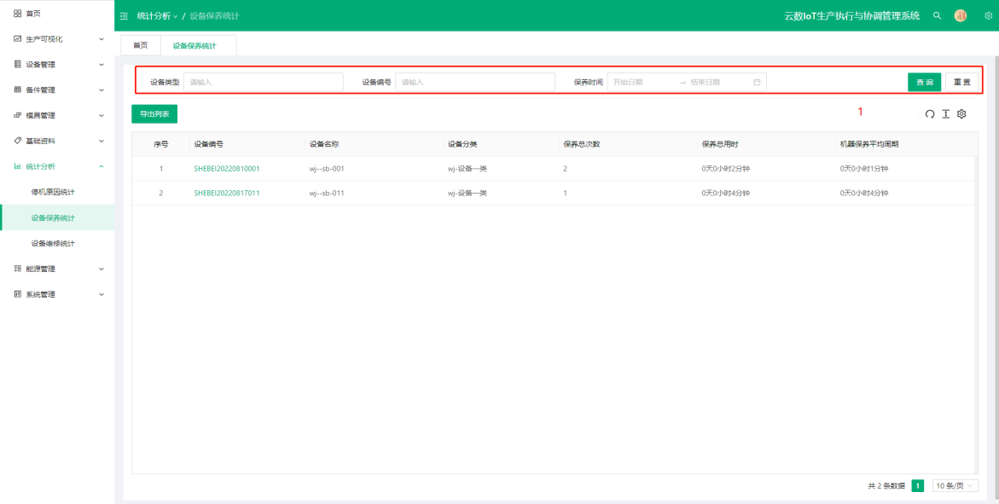 首页
生产可视化
设备管理
备件管理
模具管理
基础资料
统计分析
停机原因统计
设备保养统计
设备维修统计
能源管理
系统管理
统计分析 / 设备保养统计
云数IoT生产执行与协调管理系统
首页 设备保养统计
设备类型 请输入 设备编号 请输入 保养时间 开始日期 → 结束日期 查询 重置
导出列表 1
序号 设备编号 设备名称 设备分类 保养总次数 保养总用时 机器保养平均周期
1 SHEBEI20220810001 wj--sb-001 wj-设备一类 2 0天0小时2分钟 0天0小时1分钟
2 SHEBEI20220817011 wj--sb-011 wj-设备一类 1 0天0小时4分钟 0天0小时4分钟
共 2 条数据 1 10 条/页